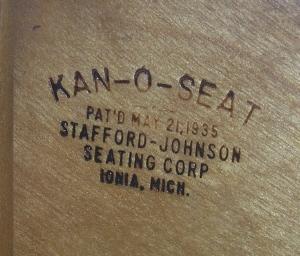 KAN-O-SEAT
PAT'D MAY 21, 1935
STAFFORD-JOHNSON
SEATING CORP
IONIA, MICH.